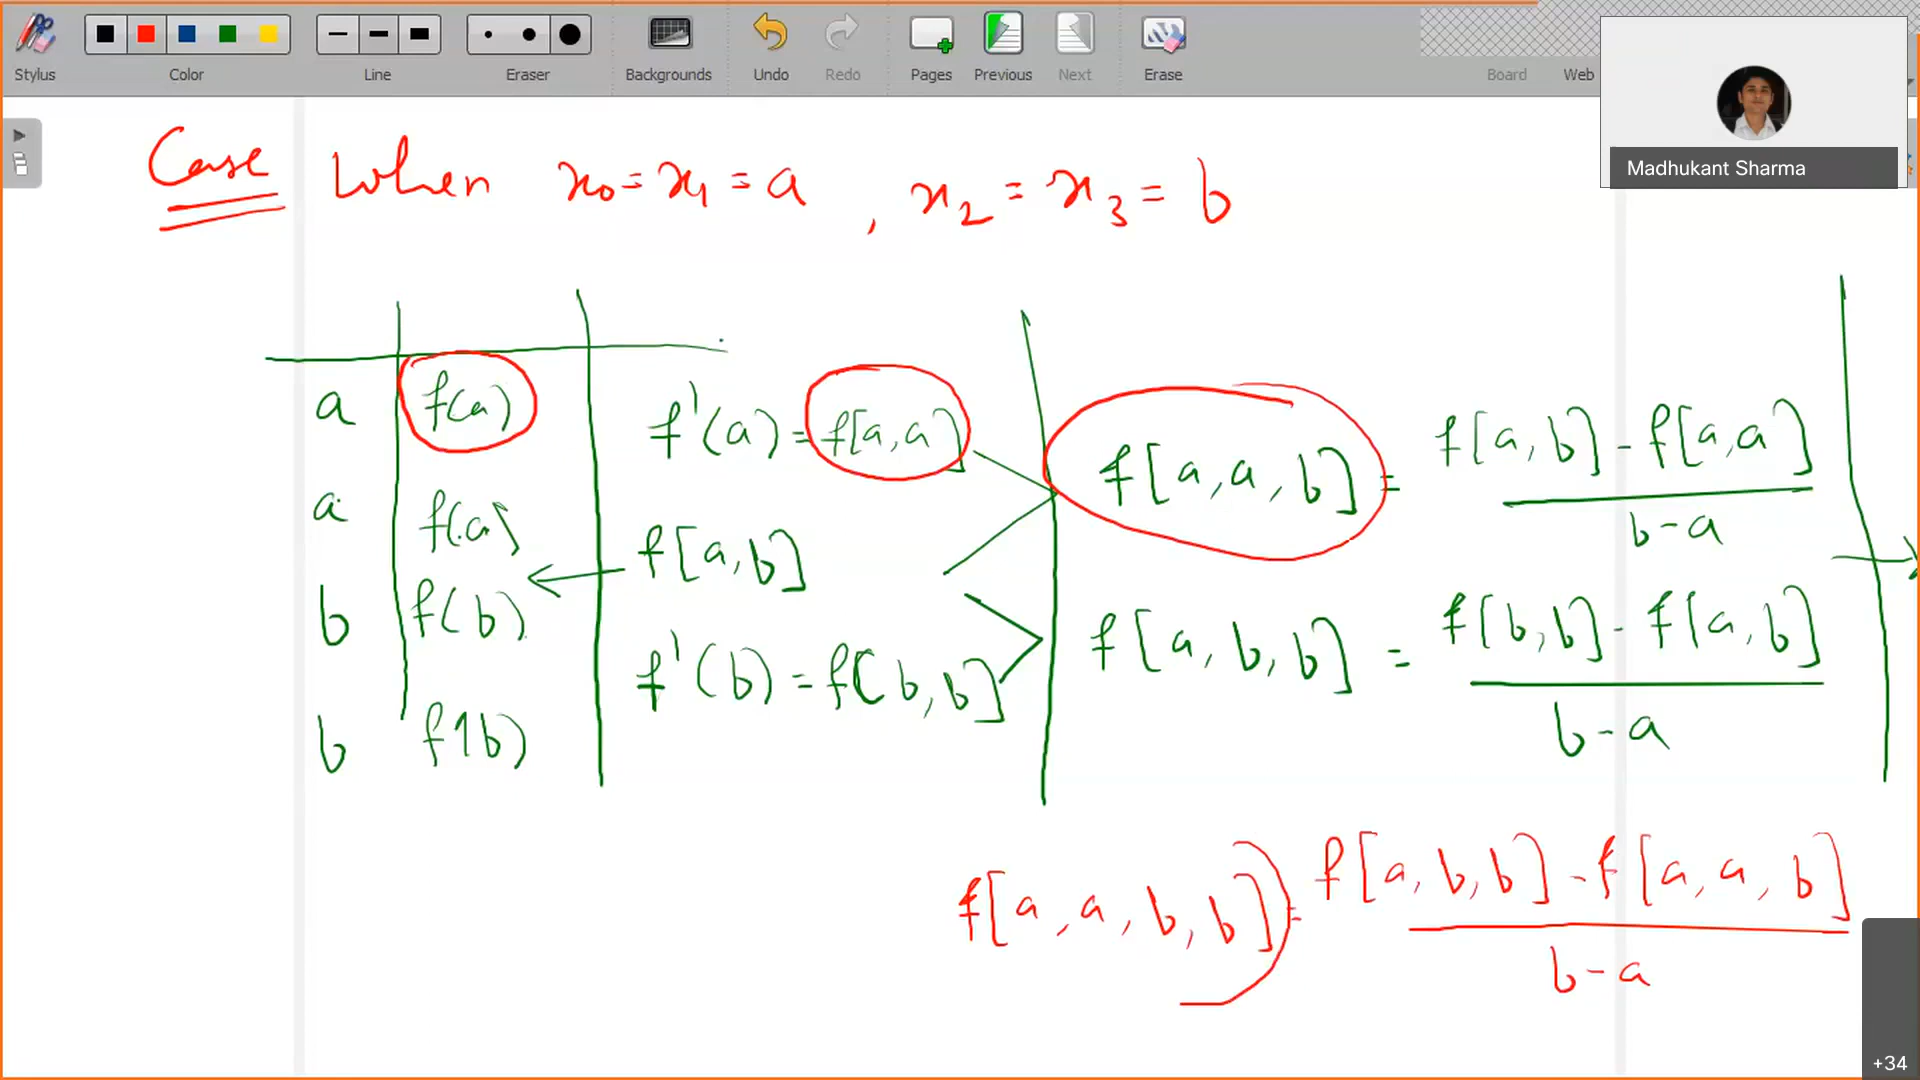 Stylus Color Line Eraser Backgrounds Undo Redo Pages Previous Next Erase Board Web
Madhukant Sharma
Case When x₀ = x₁ = a , x₂ = x₃ = b
a f(a) f'(a) = f[a,a] f[a,a,b] = f[a,b] - f[a,a]
b-a
a f(a)
f[a,b]
b f(b) f[a,b,b] = f[b,b] - f[a,b]
b-a
f'(b) = f[b,b]
b f(b)
f[a,a,b,b] = f[a,b,b] - f[a,a,b]
b-a
+34